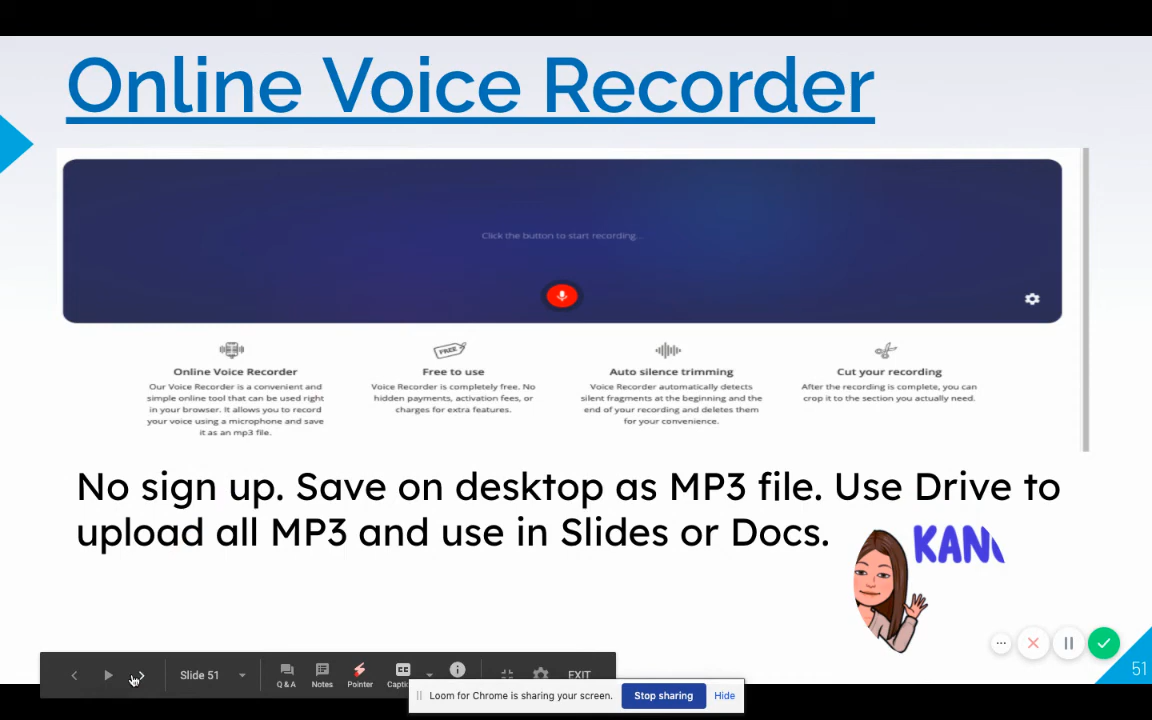 Online Voice Recorder
Click the button to start recording...
FREE
Online Voice Recorder
Our Voice Recorder is a convenient and
simple online tool that can be used right
in your browser. It allows you to record
your voice using a microphone and save
it as an mp3 file.
Free to use
Voice Recorder is completely free. No
hidden payments, activation fees, or
charges for extra features.
Auto silence trimming
Voice Recorder automatically detects
silent fragments at the beginning and the
end of your recording and deletes them
for your convenience.
Cut your recording
After the recording is complete, you can
crop it to the section you actually need.
No sign up. Save on desktop as MP3 file. Use Drive to
upload all MP3 and use in Slides or Docs.
51
Slide 51
Q & A
Notes
Pointer
CC
EXIT
Loom for Chrome is sharing your screen.
Stop sharing
Hide